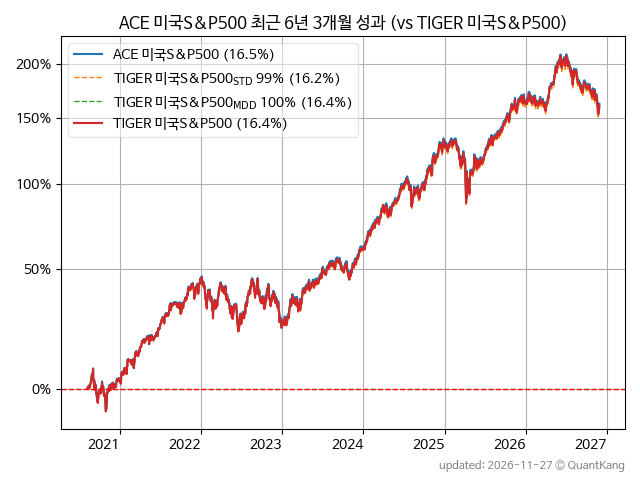 ACE 미국S&P500 최근 6년 3개월 성과 (vs TIGER 미국S&P500)
ACE 미국S&P500 (16.5%)
TIGER 미국S&P500STD 99% (16.2%)
TIGER 미국S&P500MDD 100% (16.4%)
TIGER 미국S&P500 (16.4%)
200%
150%
100%
50%
0%
2021 2022 2023 2024 2025 2026 2027
updated: 2026-11-27 © QuantKang